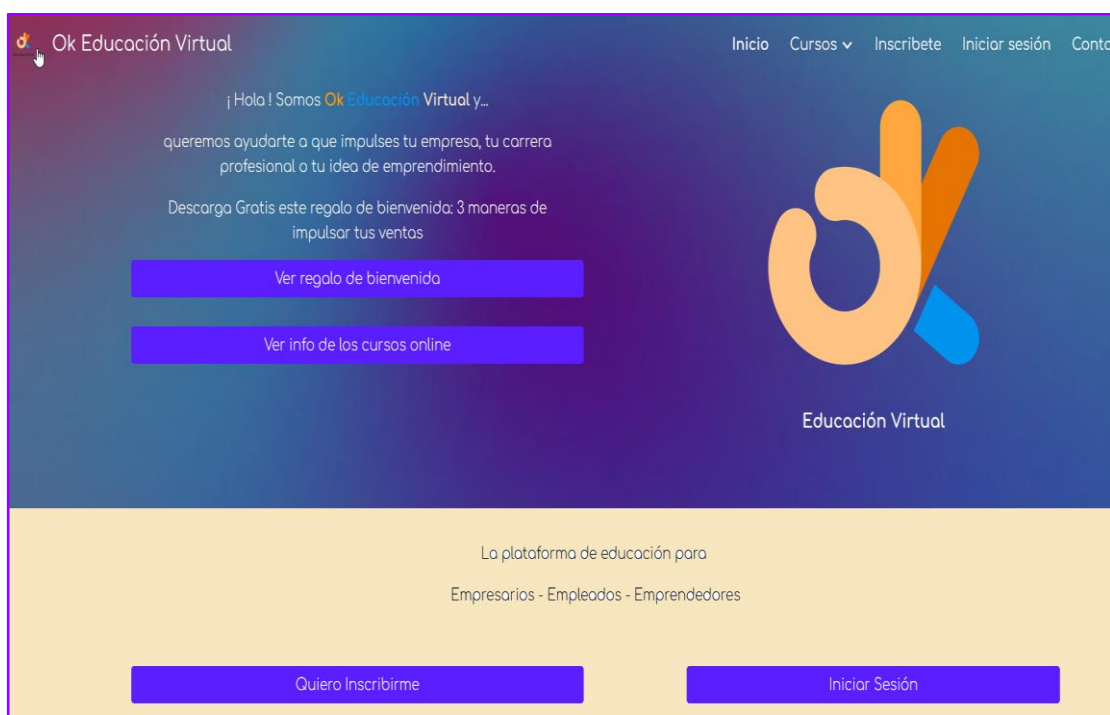 Ok Educación Virtual
Inicio Cursos Inscribete Iniciar sesión
¡ Hola ! Somos Ok Educación Virtual y...
queremos ayudarte a que impulses tu empresa, tu carrera
profesional o tu idea de emprendimiento.
Descarga Gratis este regalo de bienvenida: 3 maneras de
impulsar tus ventas
Ver regalo de bienvenida
Ver info de los cursos online
ok
Educación Virtual
La plataforma de educación para
Empresarios - Empleados - Emprendedores
Quiero Inscribirme
Iniciar Sesión